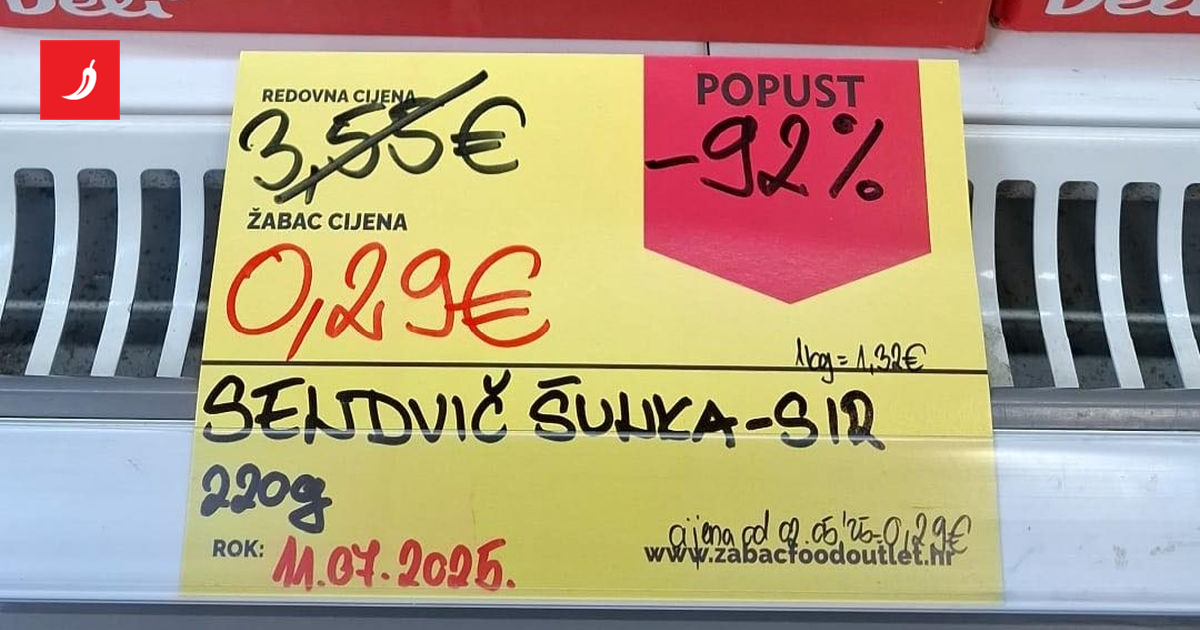 Deli
REDOVNA CIJENA
3,55€
POPUST
-92%
ŽABAC CIJENA
0,29€
1kg = 1,32€
SENDVIČ ŠUNKA-SIR
220g
cijena od 02.05.'25=0,29€
www.zabacfoodoutlet.hr
ROK: 11.07.2025.